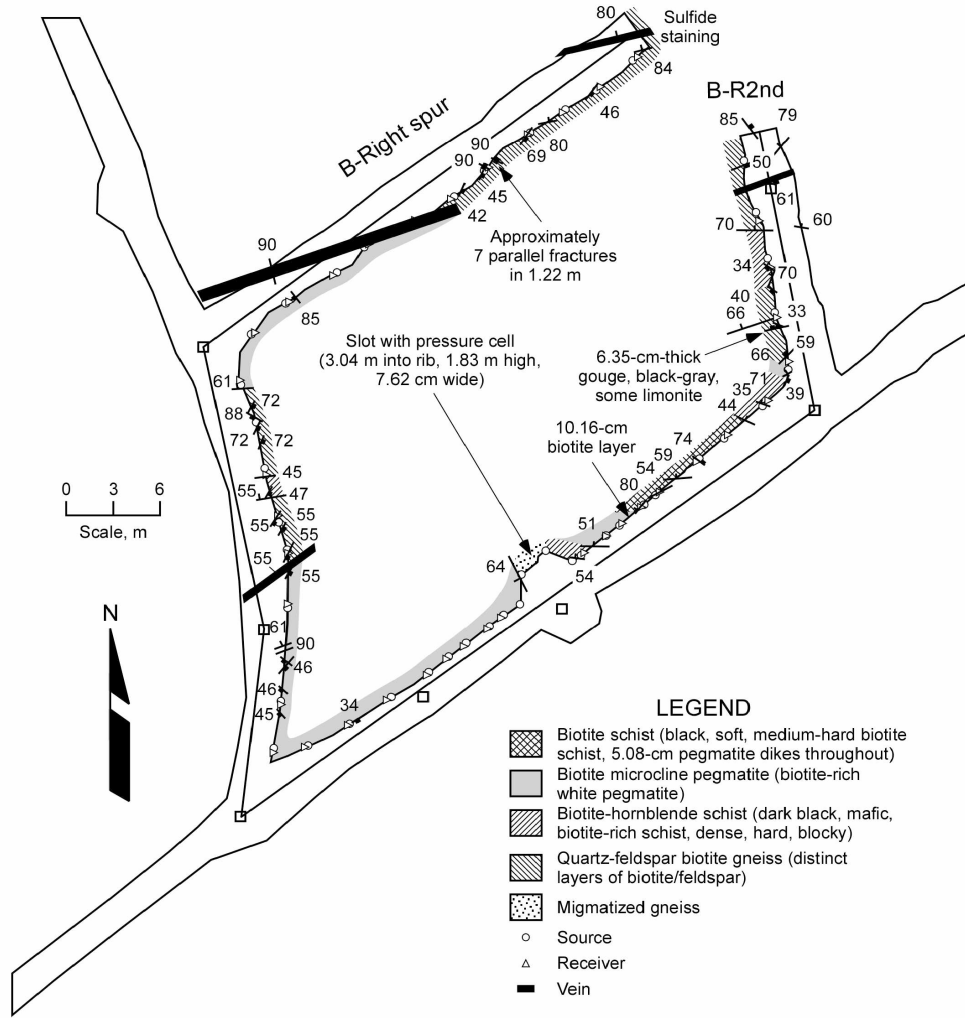 80
Sulfide
staining
84
B-Right spur
46
B-R2nd
85
79
90
80
69
90
50
45
61
42
70
60
90
Approximately
7 parallel fractures
in 1.22 m
34
70
40
85
66
33
Slot with pressure cell
(3.04 m into rib, 1.83 m high,
7.62 cm wide)
59
66
6.35-cm-thick
gouge, black-gray,
some limonite
61
71
35
39
72
44
88
10.16-cm
biotite layer
72
72
74
59
54
45
80
0 3 6
Scale, m
55
47
55
55
51
55
55
55
64
54
N
61
90
46
46
45
34
LEGEND
Biotite schist (black, soft, medium-hard biotite
schist, 5.08-cm pegmatite dikes throughout)
Biotite microcline pegmatite (biotite-rich
white pegmatite)
Biotite-hornblende schist (dark black, mafic,
biotite-rich schist, dense, hard, blocky)
Quartz-feldspar biotite gneiss (distinct
layers of biotite/feldspar)
Migmatized gneiss
Source
Receiver
Vein